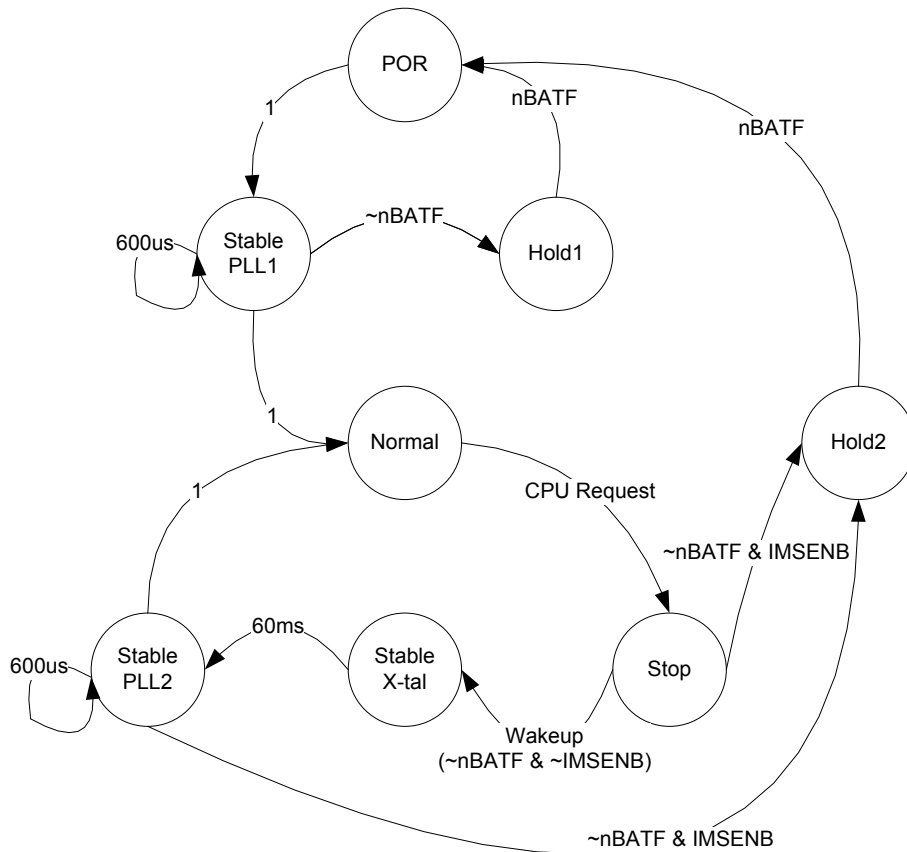 POR
nBATF
nBATF
1
Stable
PLL1
~nBATF
Hold1
600us
1
Normal
Hold2
CPU Request
1
~nBATF & IMSENB
60ms
Stable
PLL2
Stable
X-tal
Stop
600us
Wakeup
(~nBATF & ~IMSENB)
~nBATF & IMSENB